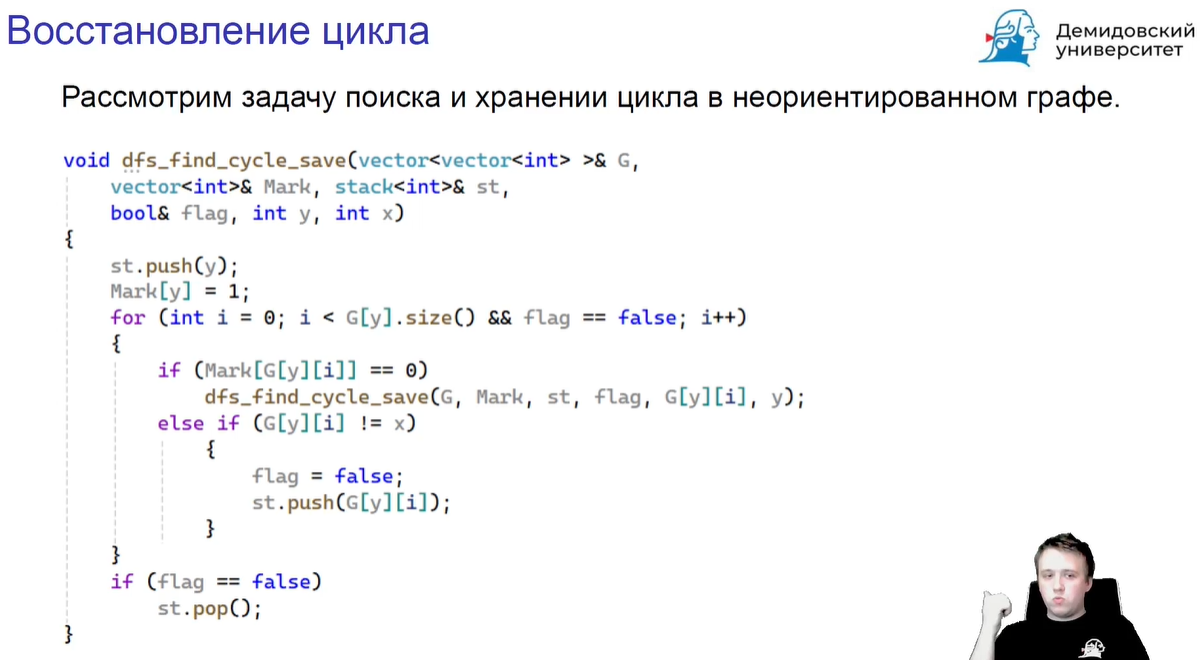 Восстановление цикла
Демидовский
университет
Рассмотрим задачу поиска и хранении цикла в неориентированном графе.
void dfs_find_cycle_save(vector<vector<int> >& G,
vector<int>& Mark, stack<int>& st,
bool& flag, int y, int x)
{
st.push(y);
Mark[y] = 1;
for (int i = 0; i < G[y].size() && flag == false; i++)
{
if (Mark[G[y][i]] == 0)
dfs_find_cycle_save(G, Mark, st, flag, G[y][i], y);
else if (G[y][i] != x)
{
flag = false;
st.push(G[y][i]);
}
}
if (flag == false)
st.pop();
}